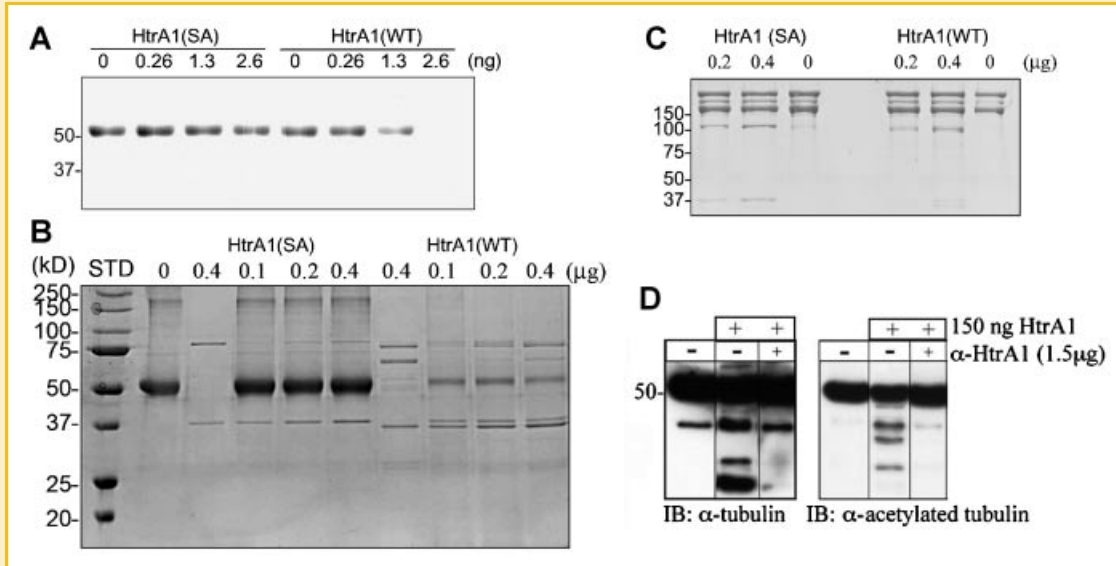 A
HtrA1(SA) HtrA1(WT)
0 0.26 1.3 2.6 0 0.26 1.3 2.6 (ng)
50-
37-
B
HtrA1(SA) HtrA1(WT)
(kD) STD 0 0.4 0.1 0.2 0.4 0.4 0.1 0.2 0.4 (µg)
250-
150-
100-
75-
50-
37-
25-
20-
C
HtrA1 (SA) HtrA1(WT)
0.2 0.4 0 0.2 0.4 0 (µg)
150-
100-
75-
50-
37-
D
+ + + + 150 ng HtrA1
- - + - - + α-HtrA1 (1.5µg)
50-
IB: α-tubulin IB: α-acetylated tubulin